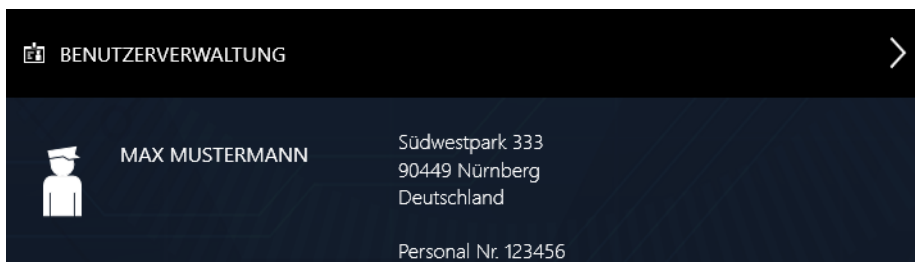 BENUTZERVERWALTUNG
MAX MUSTERMANN
Südwestpark 333
90449 Nürnberg
Deutschland
Personal Nr. 123456